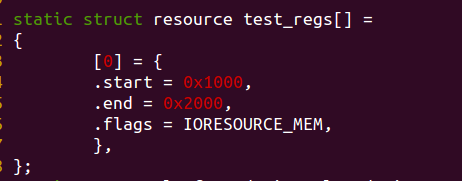 static struct resource test_regs[] =
{
[0] = {
.start = 0x1000,
.end = 0x2000,
.flags = IORESOURCE_MEM,
},
};